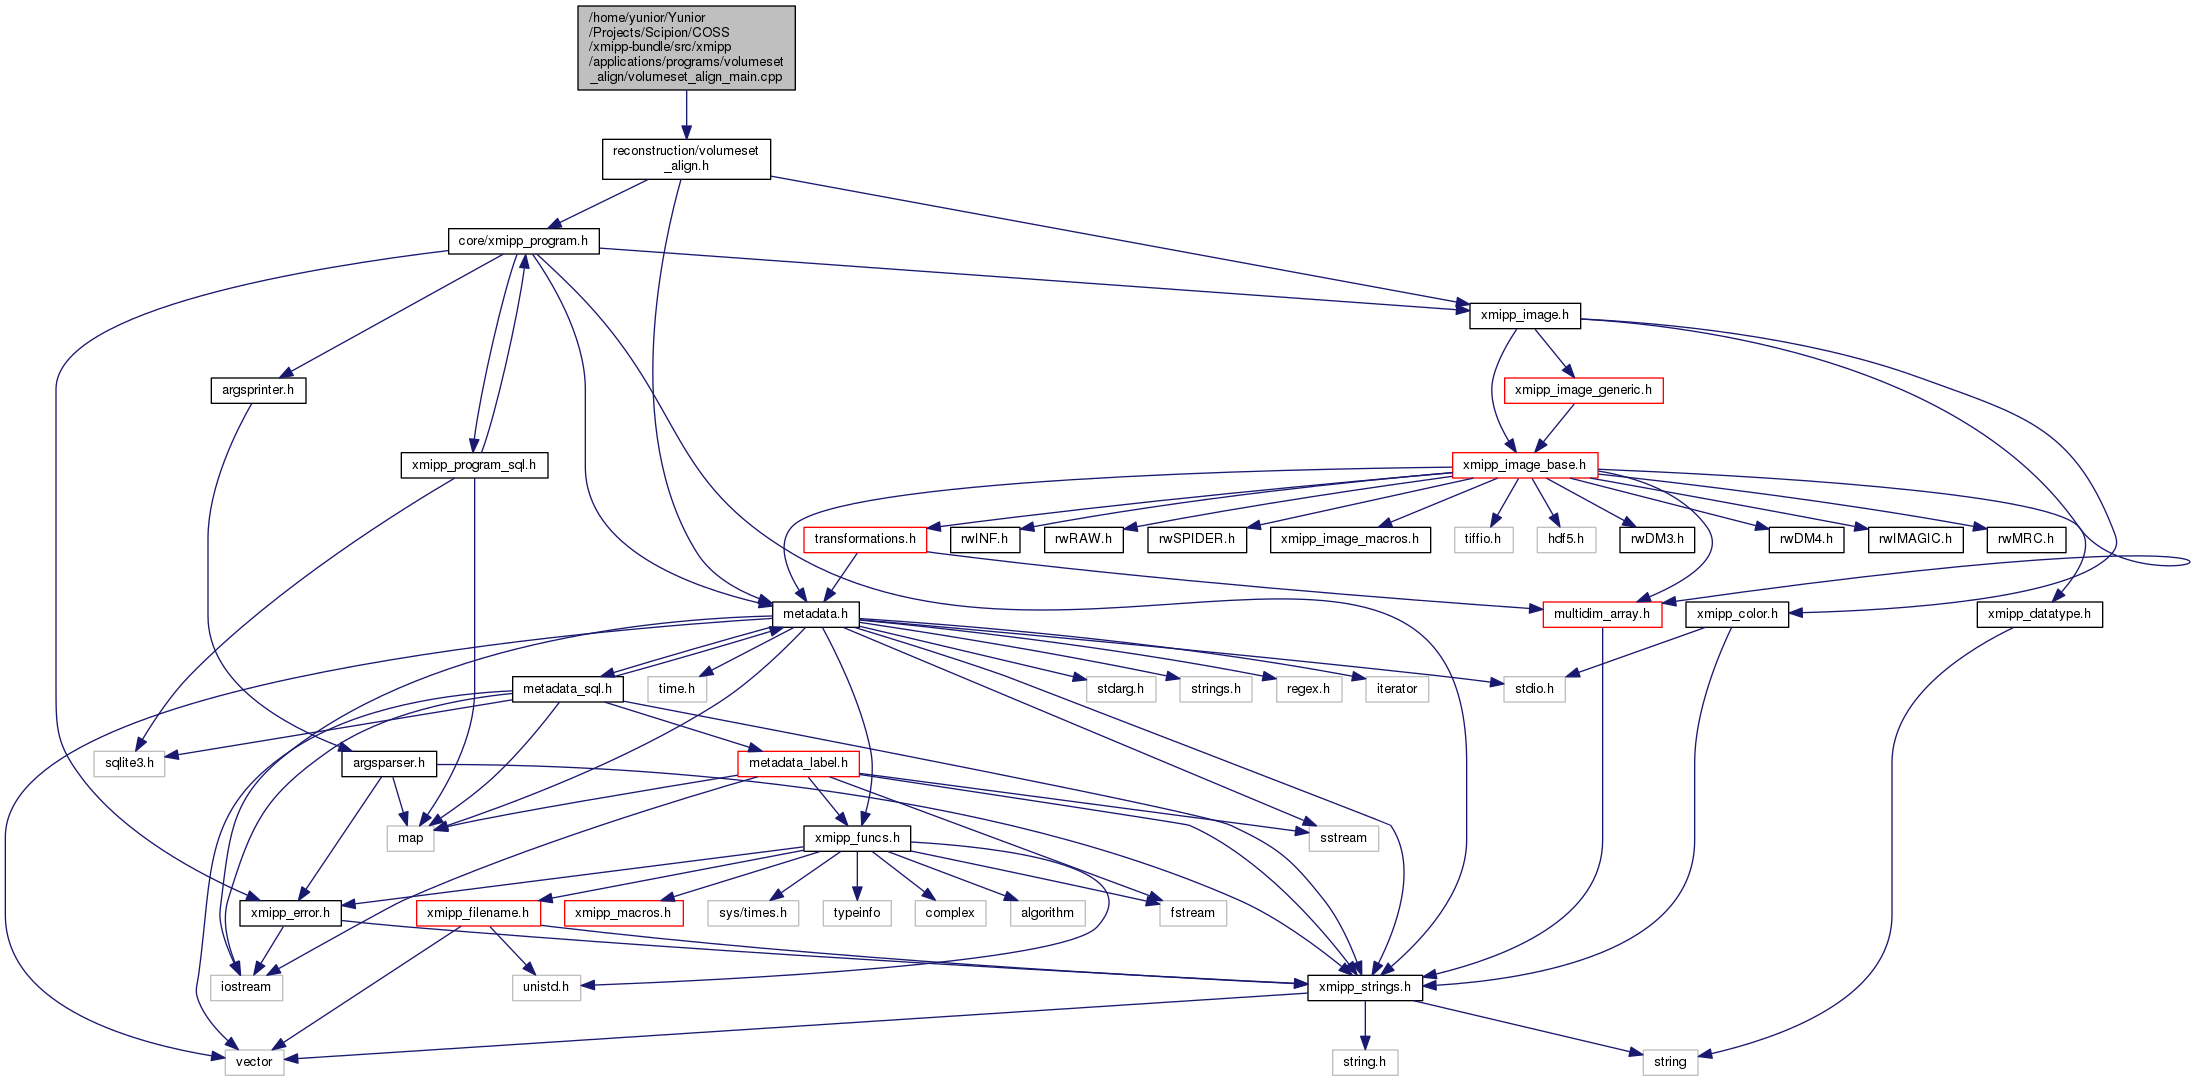 /home/yunior/Yunior
/Projects/Scipion/COSS
/xmipp-bundle/src/xmipp
/applications/programs/volumeset
_align/volumeset_align_main.cpp
reconstruction/volumeset
_align.h
core/xmipp_program.h
xmipp_image.h
argsprinter.h
xmipp_image_generic.h
xmipp_program_sql.h
xmipp_image_base.h
transformations.h
rwINF.h
rwRAW.h
rwSPIDER.h
xmipp_image_macros.h
tiffio.h
hdf5.h
rwDM3.h
rwDM4.h
rwIMAGIC.h
rwMRC.h
metadata.h
multidim_array.h
xmipp_color.h
xmipp_datatype.h
metadata_sql.h
time.h
stdarg.h
strings.h
regex.h
iterator
stdio.h
sqlite3.h
argsparser.h
metadata_label.h
map
xmipp_funcs.h
sstream
xmipp_error.h
xmipp_filename.h
xmipp_macros.h
sys/times.h
typeinfo
complex
algorithm
fstream
iostream
unistd.h
xmipp_strings.h
vector
string.h
string